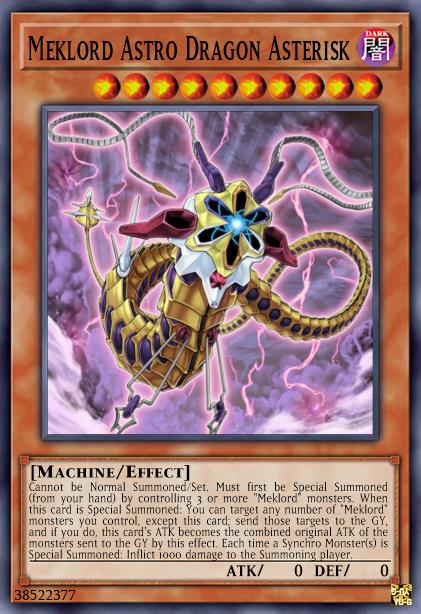 Meklord Astro Dragon Asterisk
DARK
闇
[Machine/Effect]
Cannot be Normal Summoned/Set. Must first be Special Summoned
(from your hand) by controlling 3 or more "Meklord" monsters. When
this card is Special Summoned: You can target any number of "Meklord"
monsters you control, except this card; send those targets to the GY,
and if you do, this card's ATK becomes the combined original ATK of the
monsters sent to the GY by this effect. Each time a Synchro Monster(s) is
Special Summoned: Inflict 1000 damage to the Summoning player.
ATK/ 0 DEF/ 0
38522377